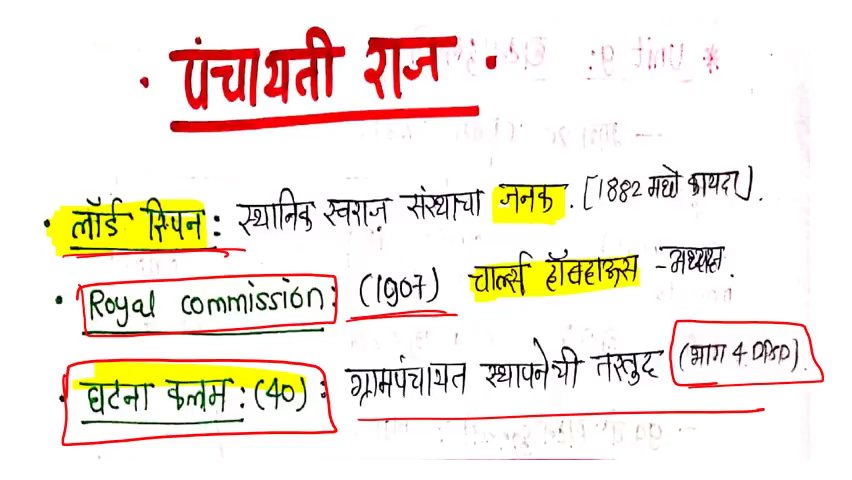 · पंचायती राज ·
· लॉर्ड रिपन : स्थानिक स्वराज संस्थाचा जनक. [1882 मध्ये कायदा].
· Royal commission: (1907) चार्ल्स हॉबहाऊस - अध्यक्ष.
· घटना कलम : (40) : ग्रामपंचायत स्थापनेची तरतुद (भाग 4 DPSP).